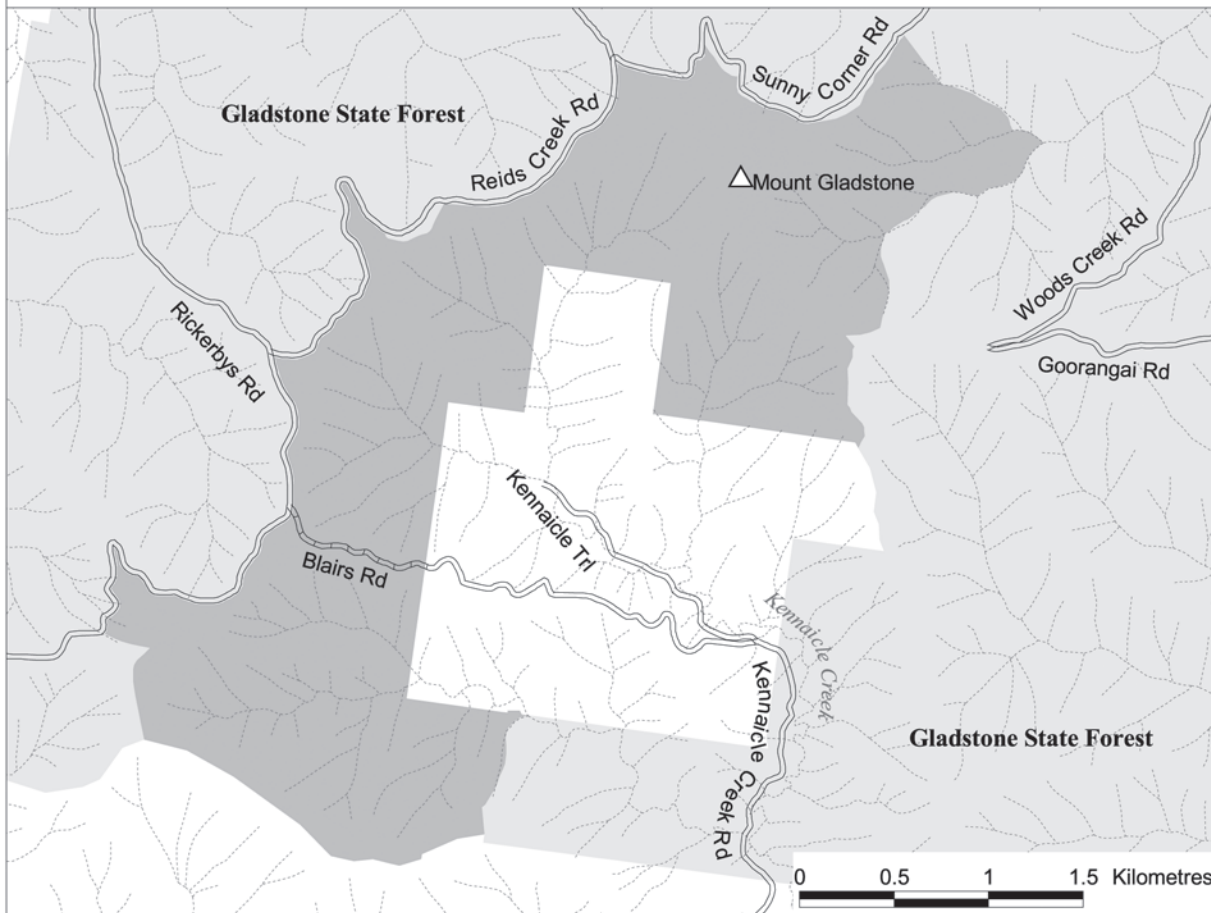 Sunny Corner Rd
Gladstone State Forest
Reids Creek Rd
Mount Gladstone
Woods Creek Rd
Rickerbys Rd
Goorangai Rd
Kennaicle Trl
Blairs Rd
Kennaicle Creek
Kennaicle Creek Rd
Gladstone State Forest
0 0.5 1 1.5 Kilometres